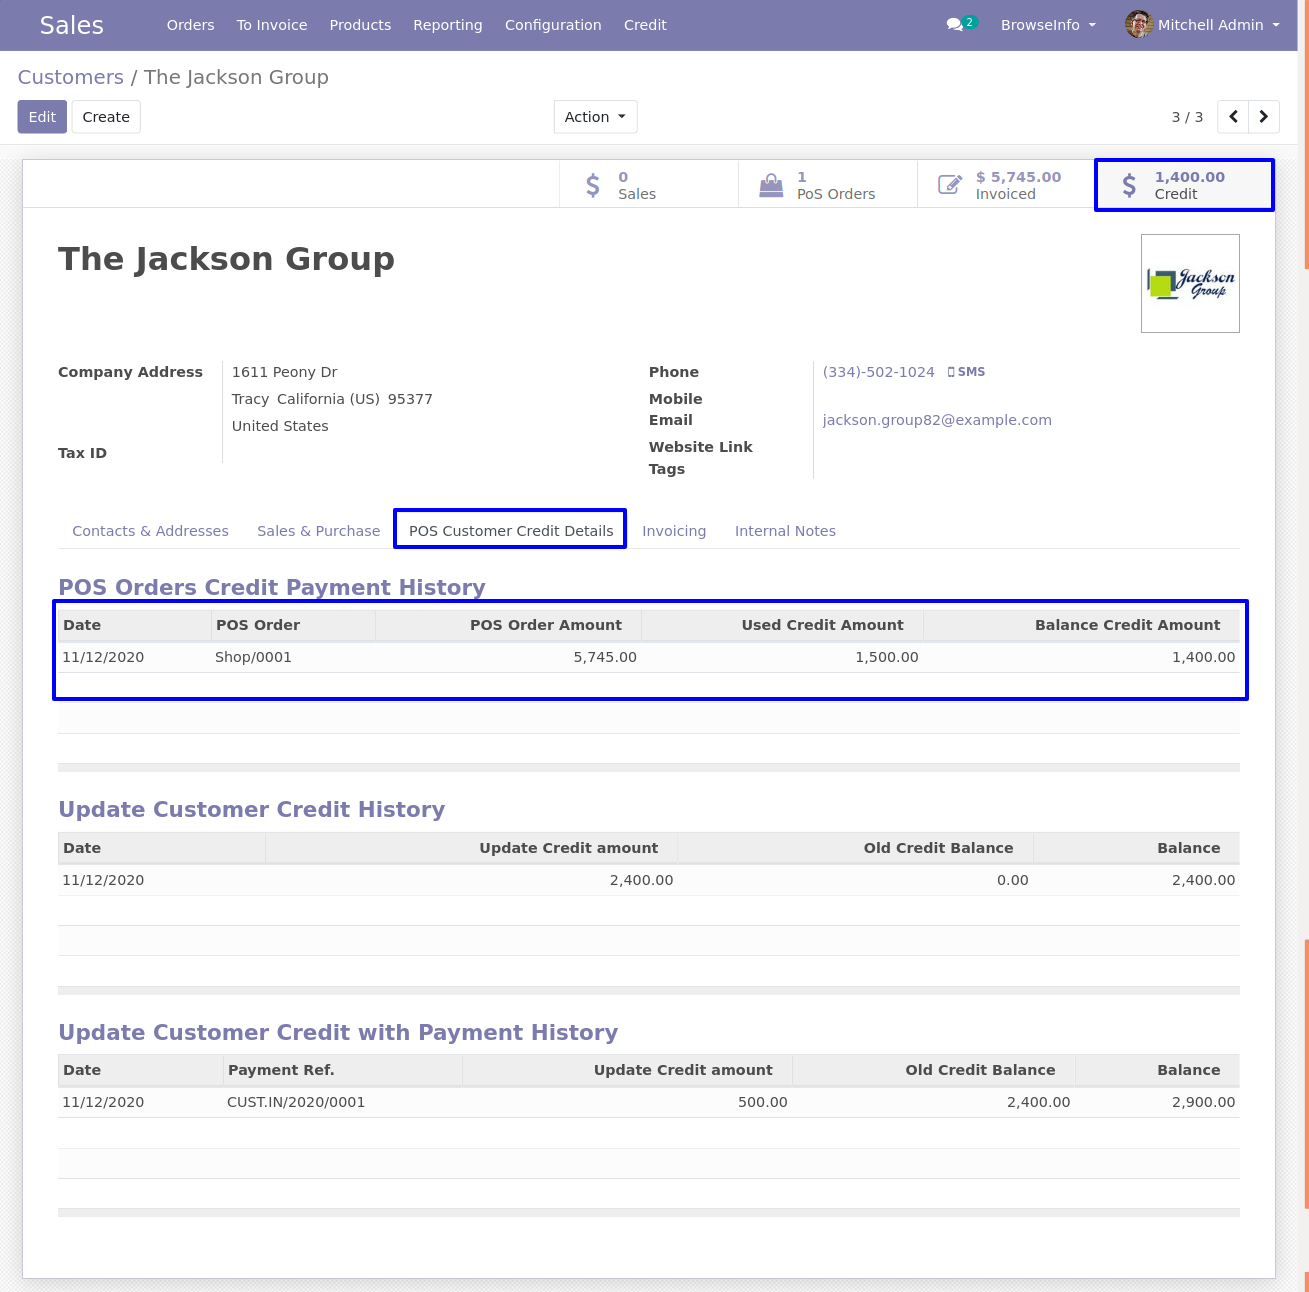 Sales Orders To Invoice Products Reporting Configuration Credit 2 BrowseInfo Mitchell Admin
Customers / The Jackson Group
Edit Create Action 3 / 3
0 1 $ 5,745.00 1,400.00
Sales PoS Orders Invoiced Credit
The Jackson Group
Jackson
Group
Company Address 1611 Peony Dr Phone (334)-502-1024 SMS
Tracy California (US) 95377 Mobile
United States Email jackson.group82@example.com
Tax ID Website Link
Tags
Contacts & Addresses Sales & Purchase POS Customer Credit Details Invoicing Internal Notes
POS Orders Credit Payment History
Date POS Order POS Order Amount Used Credit Amount Balance Credit Amount
11/12/2020 Shop/0001 5,745.00 1,500.00 1,400.00
Update Customer Credit History
Date Update Credit amount Old Credit Balance Balance
11/12/2020 2,400.00 0.00 2,400.00
Update Customer Credit with Payment History
Date Payment Ref. Update Credit amount Old Credit Balance Balance
11/12/2020 CUST.IN/2020/0001 500.00 2,400.00 2,900.00